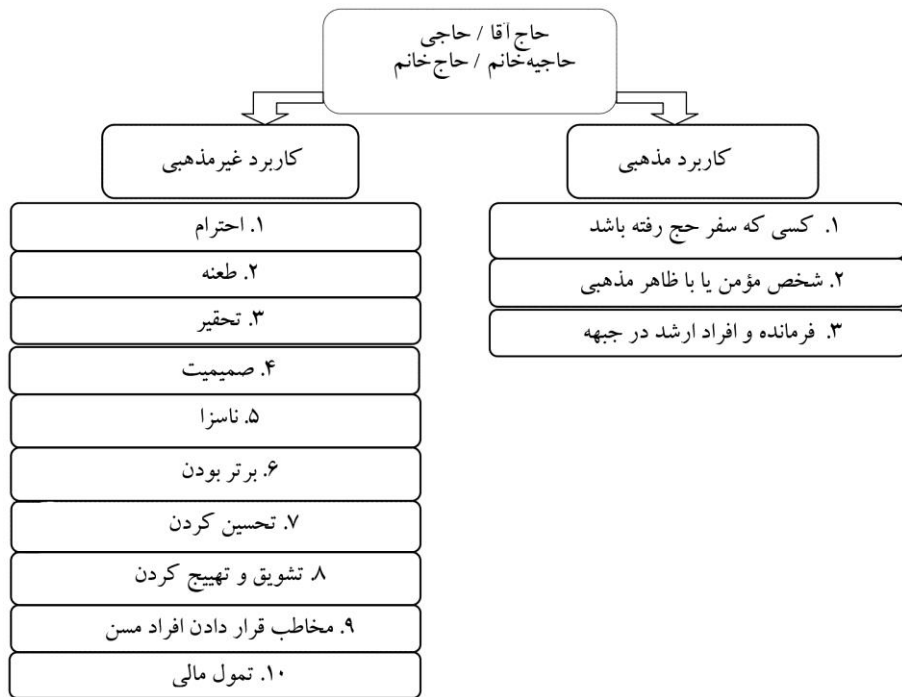 حاج آقا / حاجی
حاجیه‌خانم / حاج‌خانم
کاربرد مذهبی
۱. کسی که سفر حج رفته باشد
۲. شخص مؤمن یا با ظاهر مذهبی
۳. فرمانده و افراد ارشد در جبهه
کاربرد غیرمذهبی
۱. احترام
۲. طعنه
۳. تحقیر
۴. صمیمیت
۵. ناسزا
۶. برتر بودن
۷. تحسین کردن
۸. تشویق و تهییج کردن
۹. مخاطب قرار دادن افراد مسن
۱۰. تمول مالی